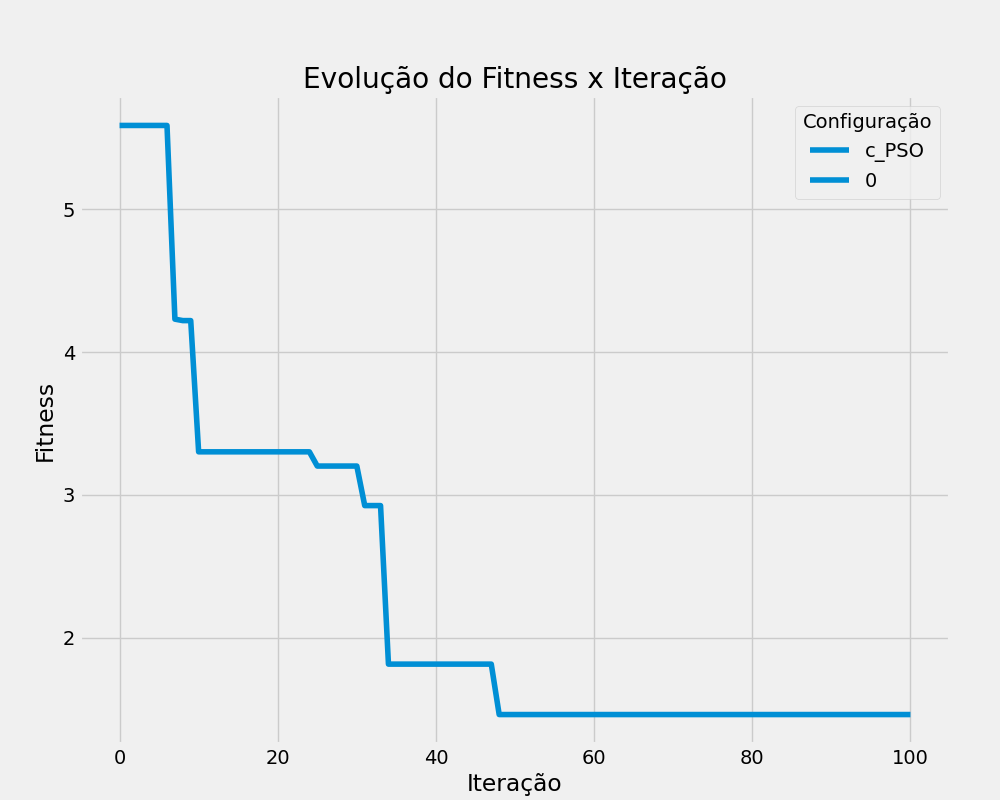 Evolução do Fitness x Iteração
Configuração
c_PSO
0
5
4
3
2
Fitness
0 20 40 60 80 100
Iteração